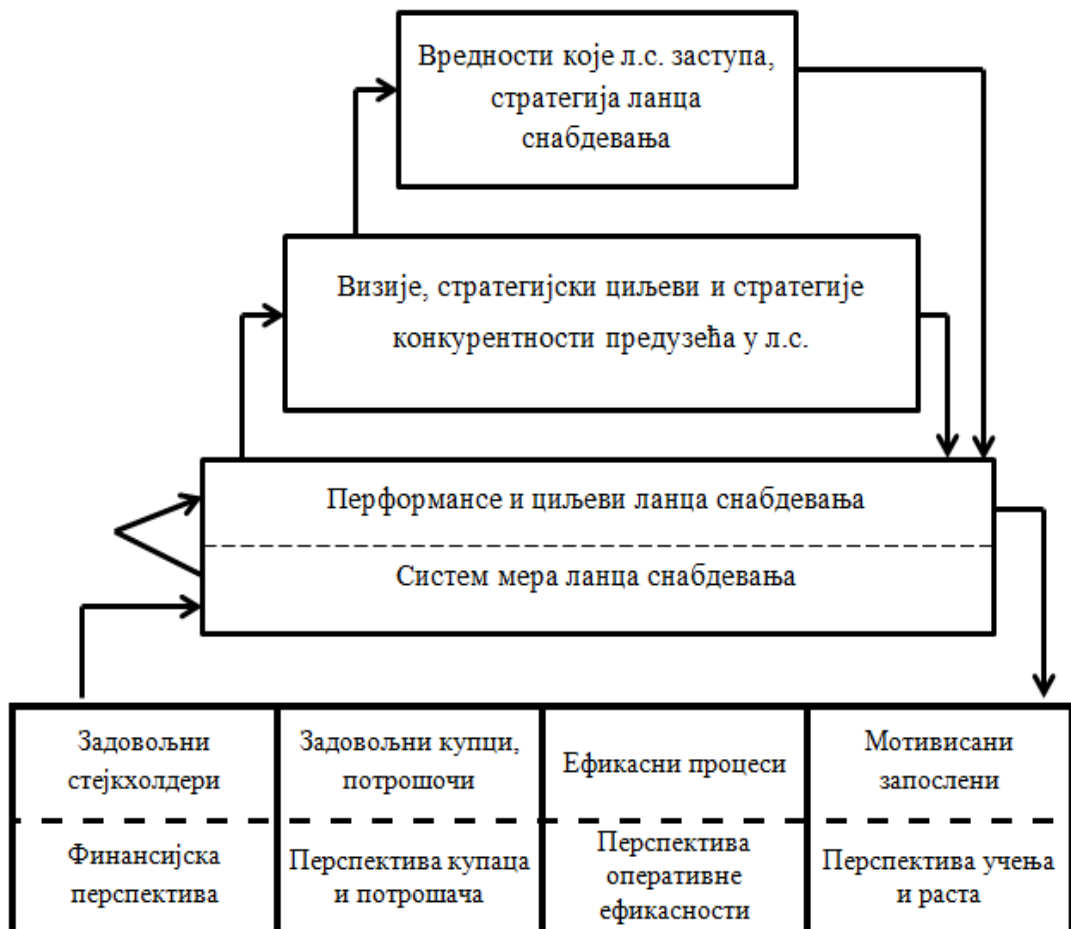 Вредности које л.с. заступа,
стратегија ланца
снабдевања
Визије, стратегијски циљеви и стратегије
конкурентности предузећа у л.с.
Перформансе и циљеви ланца снабдевања
Систем мера ланца снабдевања
Задовољни
стејкхолдери
Задовољни купци,
потрошочи
Ефикасни процеси
Мотивисани
запослени
Финансијска
перспектива
Перспектива купаца
и потрошача
Перспектива
оперативне
ефикасности
Перспектива учења
и раста